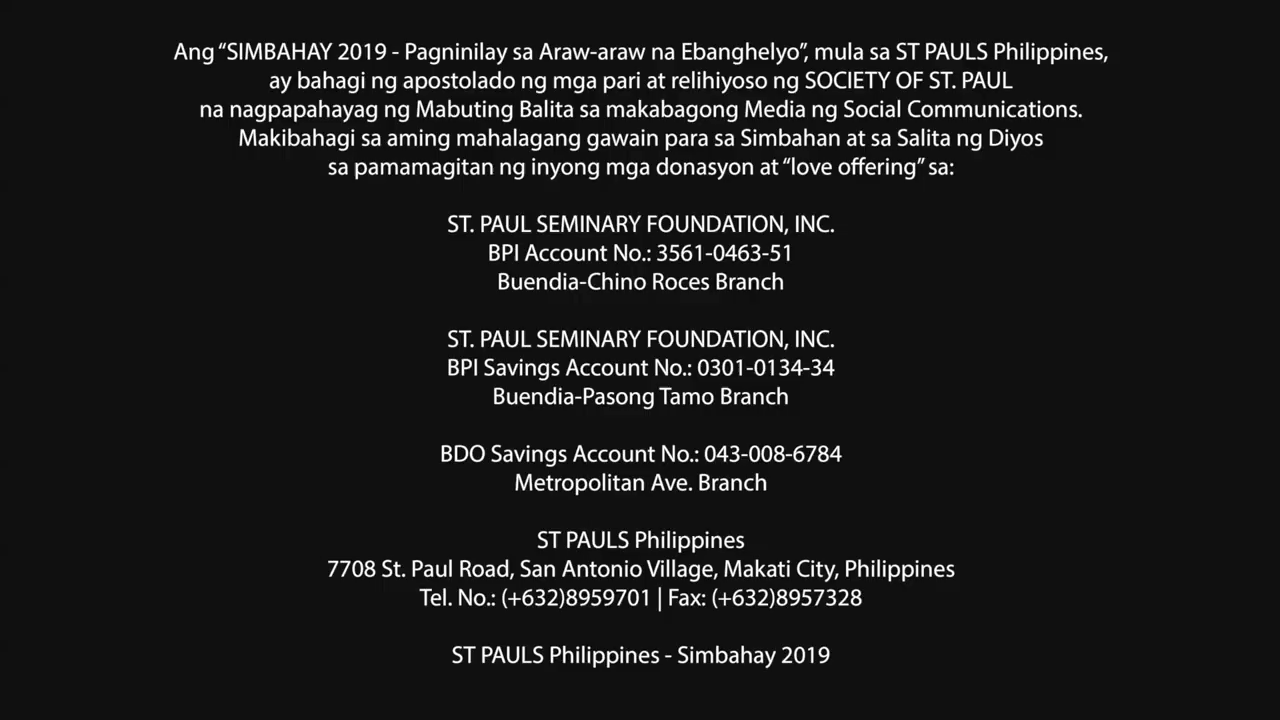 Ang “SIMBAHAY 2019 - Pagninilay sa Araw-araw na Ebanghelyo”, mula sa ST PAULS Philippines,
ay bahagi ng apostolado ng mga pari at relihiyoso ng SOCIETY OF ST. PAUL
na nagpapahayag ng Mabuting Balita sa makabagong Media ng Social Communications.
Makibahagi sa aming mahalagang gawain para sa Simbahan at sa Salita ng Diyos
sa pamamagitan ng inyong mga donasyon at “love offering” sa:
ST. PAUL SEMINARY FOUNDATION, INC.
BPI Account No.: 3561-0463-51
Buendia-Chino Roces Branch
ST. PAUL SEMINARY FOUNDATION, INC.
BPI Savings Account No.: 0301-0134-34
Buendia-Pasong Tamo Branch
BDO Savings Account No.: 043-008-6784
Metropolitan Ave. Branch
ST PAULS Philippines
7708 St. Paul Road, San Antonio Village, Makati City, Philippines
Tel. No.: (+632)8959701 | Fax: (+632)8957328
ST PAULS Philippines - Simbahay 2019